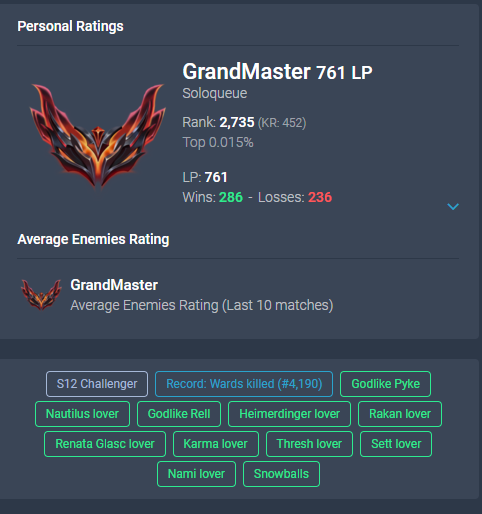 Personal Ratings
GrandMaster 761 LP
Soloqueue
Rank: 2,735 (KR: 452)
Top 0.015%
LP: 761
Wins: 286 - Losses: 236
Average Enemies Rating
GrandMaster
Average Enemies Rating (Last 10 matches)
S12 Challenger Record: Wards killed (#4,190) Godlike Pyke
Nautilus lover Godlike Rell Heimerdinger lover Rakan lover
Renata Glasc lover Karma lover Thresh lover Sett lover
Nami lover Snowballs